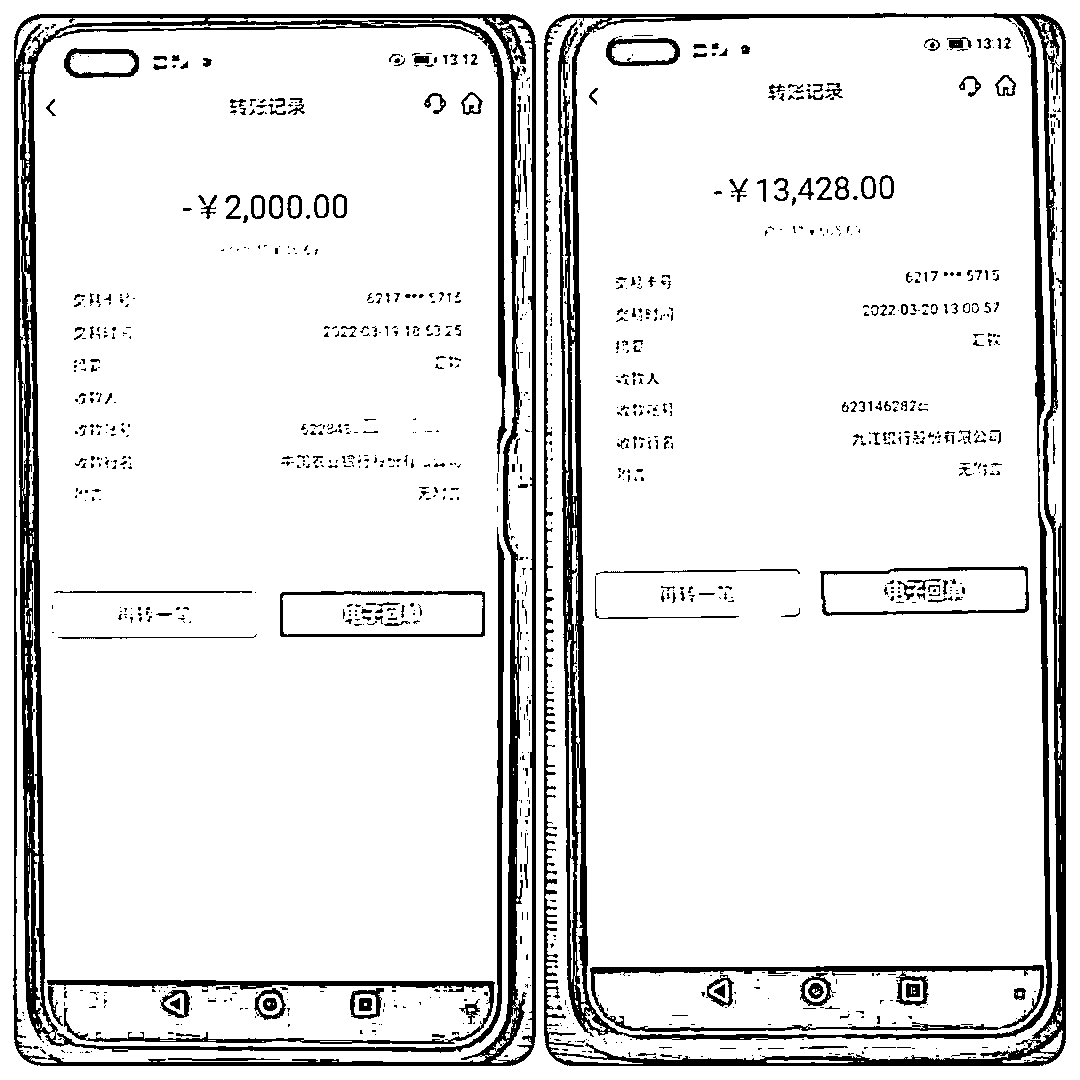 13:12
转账记录
-￥2,000.00
交易卡号 6217 *** 5715
交易时间 2022-03-19 18:53:25
摘要 汇款
收款人
收款账号
收款行名 中国农业银行股份有
附言 无附言
再转一笔 电子回单
13:12
转账记录
-￥13,428.00
交易卡号 6217 *** 5715
交易时间 2022-03-20 13:00:57
摘要 汇款
收款人
收款账号 623146282
收款行名 九江银行股份有限公司
附言 无附言
再转一笔 电子回单